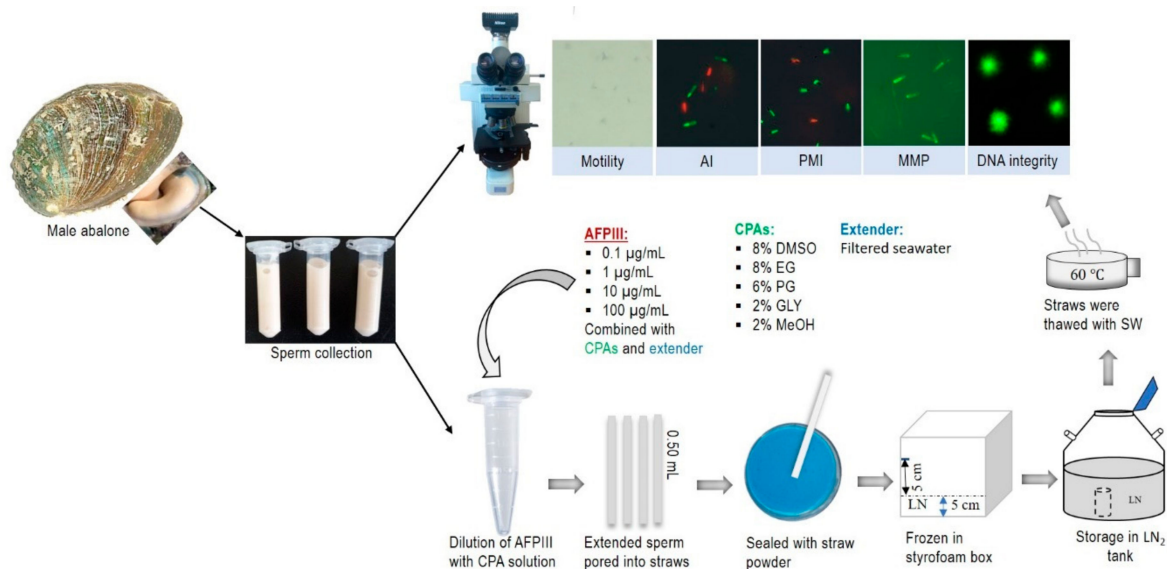 Male abalone
Sperm collection
Motility
AI
PMI
MMP
DNA integrity
AFPIII:
▪ 0.1 µg/mL
▪ 1 µg/mL
▪ 10 µg/mL
▪ 100 µg/mL
Combined with
CPAs and extender
CPAs:
▪ 8% DMSO
▪ 8% EG
▪ 6% PG
▪ 2% GLY
▪ 2% MeOH
Extender:
Filtered seawater
60 °C
Straws were
thawed with SW
Dilution of AFPIII
with CPA solution
0.50 mL
Extended sperm
pored into straws
Sealed with straw
powder
5 cm
LN
5 cm
Frozen in
styrofoam box
LN
Storage in LN₂
tank